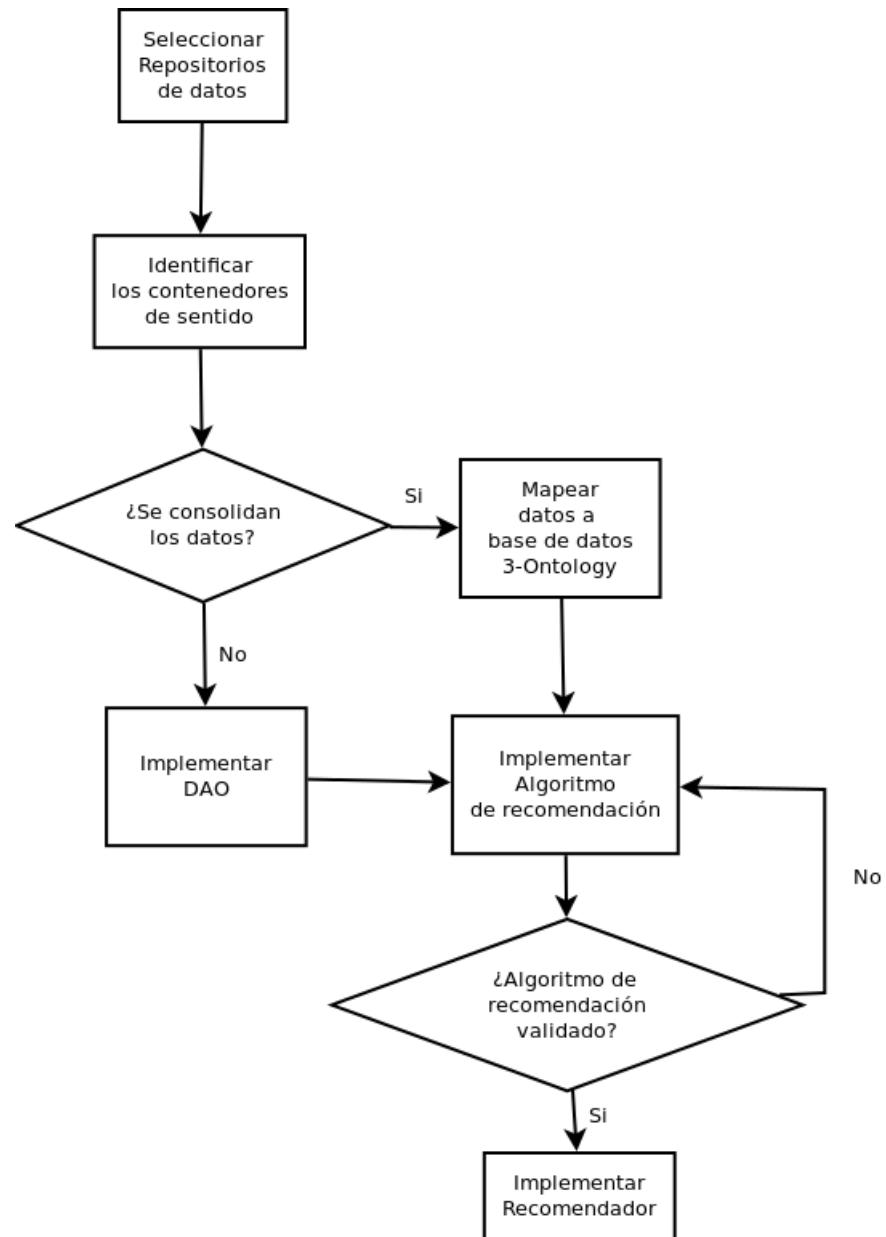 Seleccionar
Repositorios
de datos
Identificar
los contenedores
de sentido
¿Se consolidan
los datos?
Si
Mapear
datos a
base de datos
3-Ontology
No
Implementar
DAO
Implementar
Algoritmo
de recomendación
No
¿Algoritmo de
recomendación
validado?
Si
Implementar
Recomendador